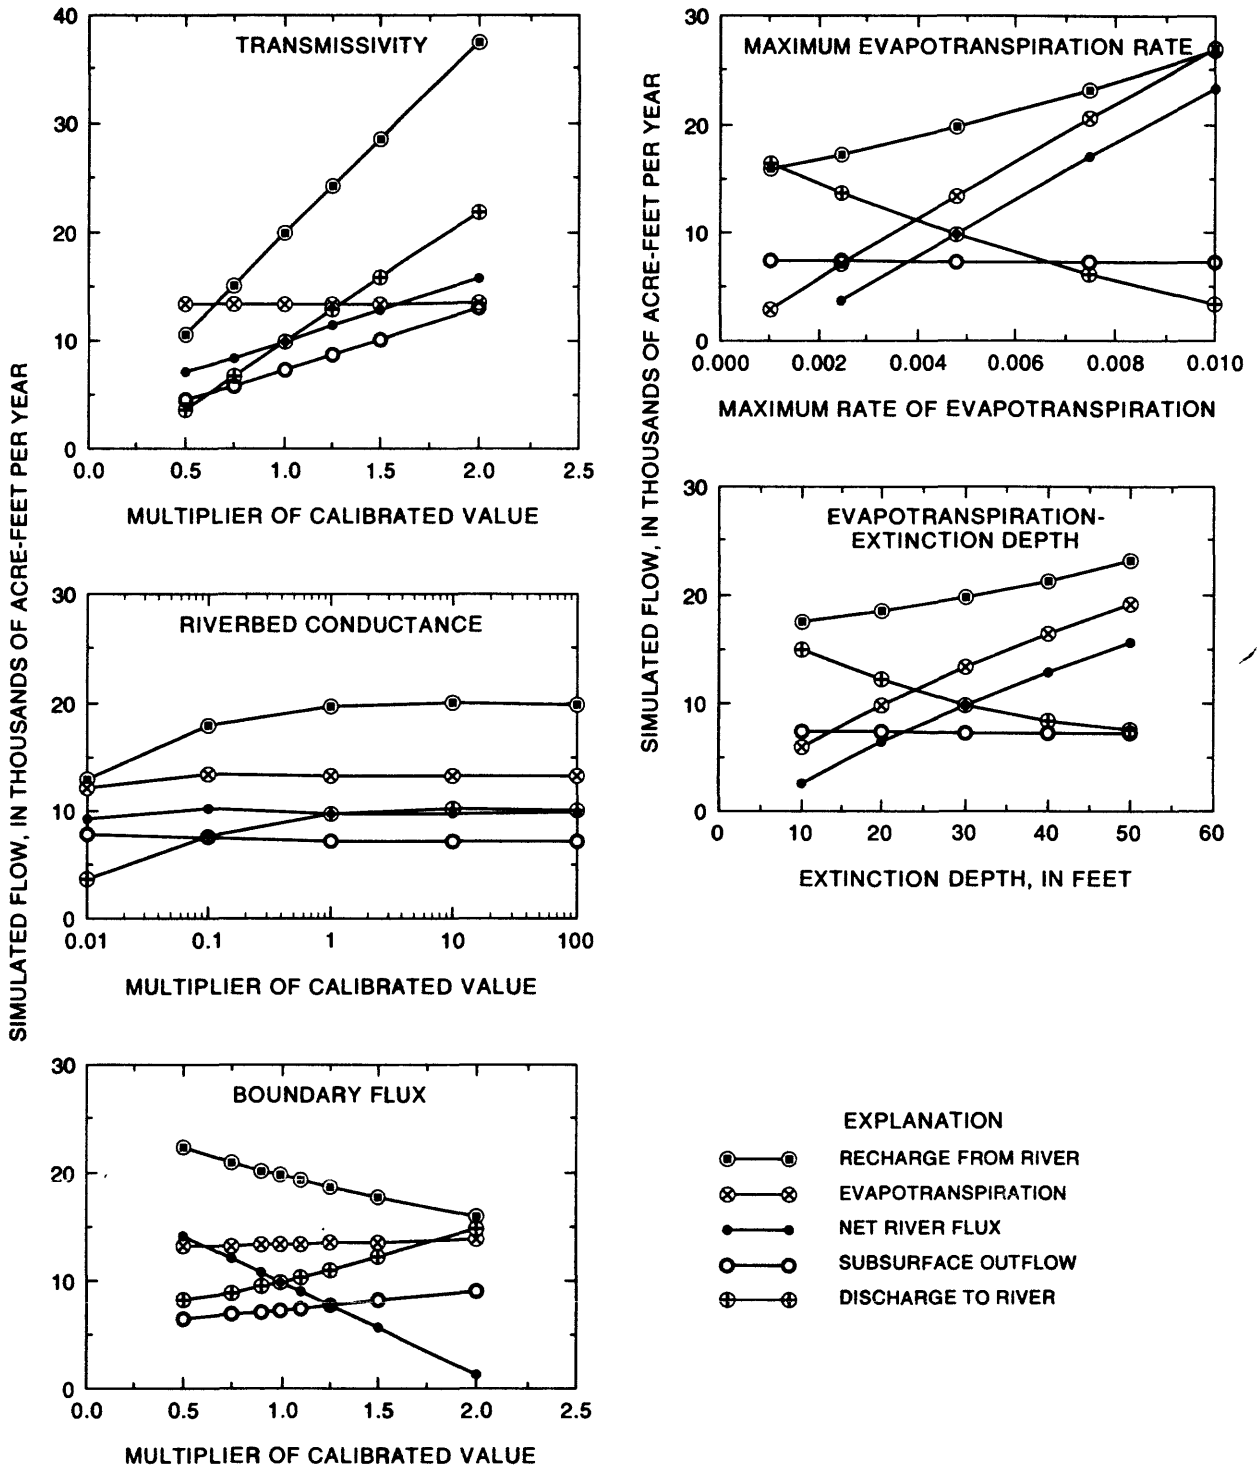 SIMULATED FLOW, IN THOUSANDS OF ACRE-FEET PER YEAR
TRANSMISSIVITY
40
30
20
10
0
0.0 0.5 1.0 1.5 2.0 2.5
MULTIPLIER OF CALIBRATED VALUE
RIVERBED CONDUCTANCE
30
20
10
0
0.01 0.1 1 10 100
MULTIPLIER OF CALIBRATED VALUE
BOUNDARY FLUX
30
20
10
0
0.0 0.5 1.0 1.5 2.0 2.5
MULTIPLIER OF CALIBRATED VALUE
SIMULATED FLOW, IN THOUSANDS OF ACRE-FEET PER YEAR
MAXIMUM EVAPOTRANSPIRATION RATE
30
20
10
0
0.000 0.002 0.004 0.006 0.008 0.010
MAXIMUM RATE OF EVAPOTRANSPIRATION
EVAPOTRANSPIRATION-
EXTINCTION DEPTH
30
20
10
0
0 10 20 30 40 50 60
EXTINCTION DEPTH, IN FEET
EXPLANATION
RECHARGE FROM RIVER
EVAPOTRANSPIRATION
NET RIVER FLUX
SUBSURFACE OUTFLOW
DISCHARGE TO RIVER